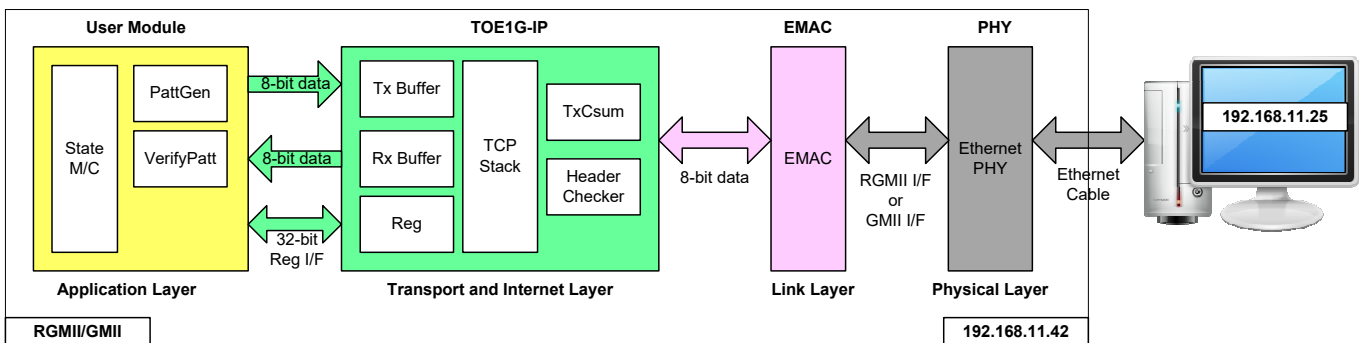 User Module
TOE1G-IP
EMAC
PHY
State
M/C
PattGen
VerifyPatt
8-bit data
8-bit data
32-bit
Reg I/F
Tx Buffer
Rx Buffer
Reg
TCP
Stack
TxCsum
Header
Checker
8-bit data
EMAC
RGMII I/F
or
GMII I/F
Ethernet
PHY
Ethernet
Cable
192.168.11.25
Application Layer
Transport and Internet Layer
Link Layer
Physical Layer
RGMII/GMII
192.168.11.42